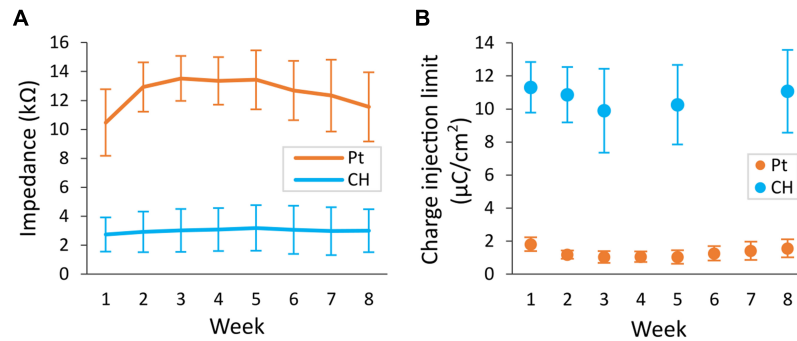 A
Impedance (kΩ)
16
14
12
10
8
6
4
2
0
Pt
CH
1 2 3 4 5 6 7 8
Week
B
Charge injection limit
(µC/cm²)
14
12
10
8
6
4
2
0
Pt
CH
1 2 3 4 5 6 7 8
Week